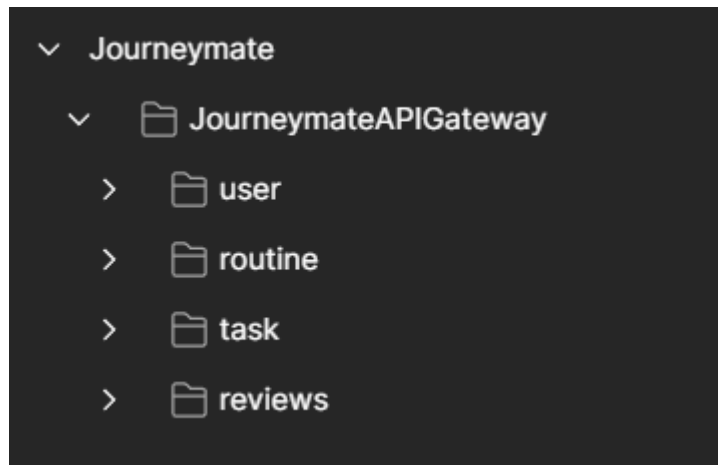 Journeymate
JourneymateAPIGateway
user
routine
task
reviews